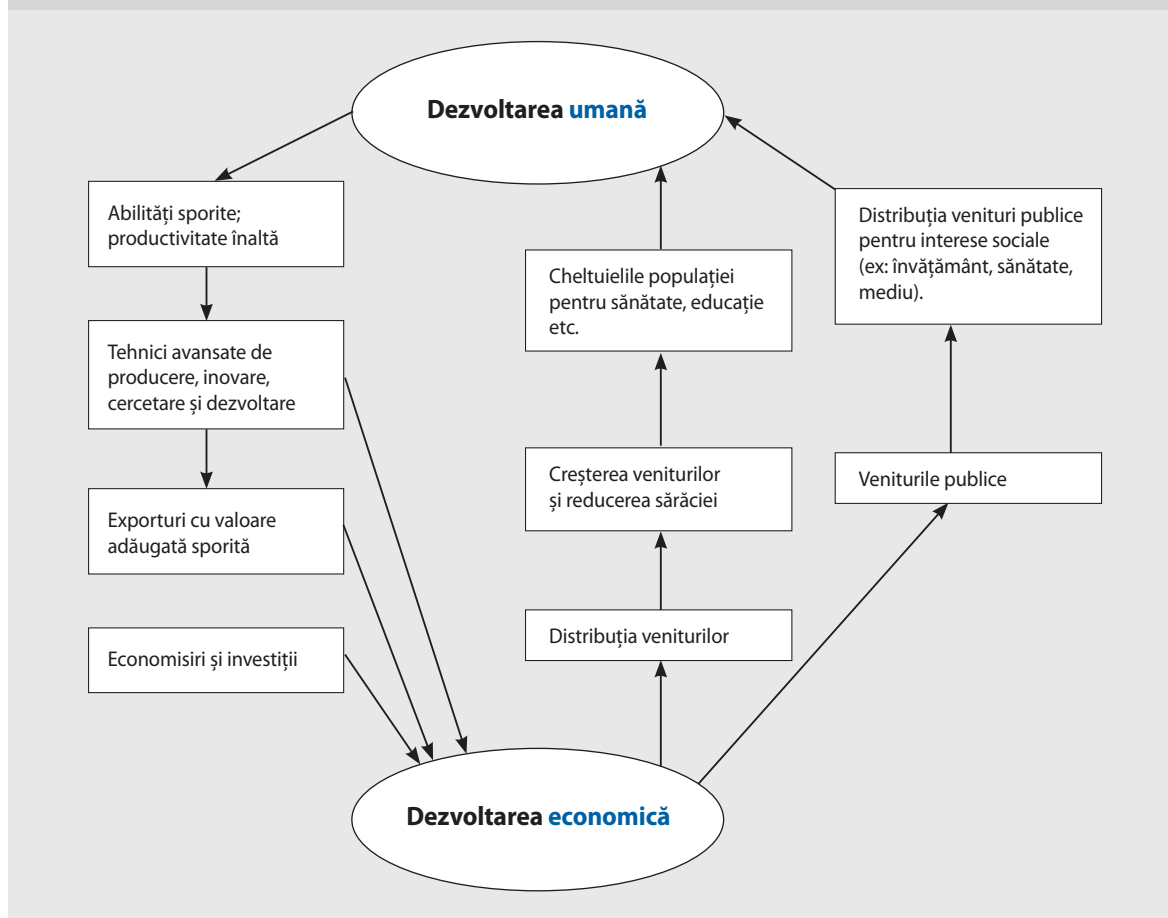 Dezvoltarea umană
Abilități sporite;
productivitate înaltă
Tehnici avansate de
producere, inovare,
cercetare și dezvoltare
Exporturi cu valoare
adăugată sporită
Economisiri și investiții
Cheltuielile populației
pentru sănătate, educație
etc.
Creșterea veniturilor
și reducerea sărăciei
Distribuția veniturilor
Distribuția venituri publice
pentru interese sociale
(ex: învățământ, sănătate,
mediu).
Veniturile publice
Dezvoltarea economică